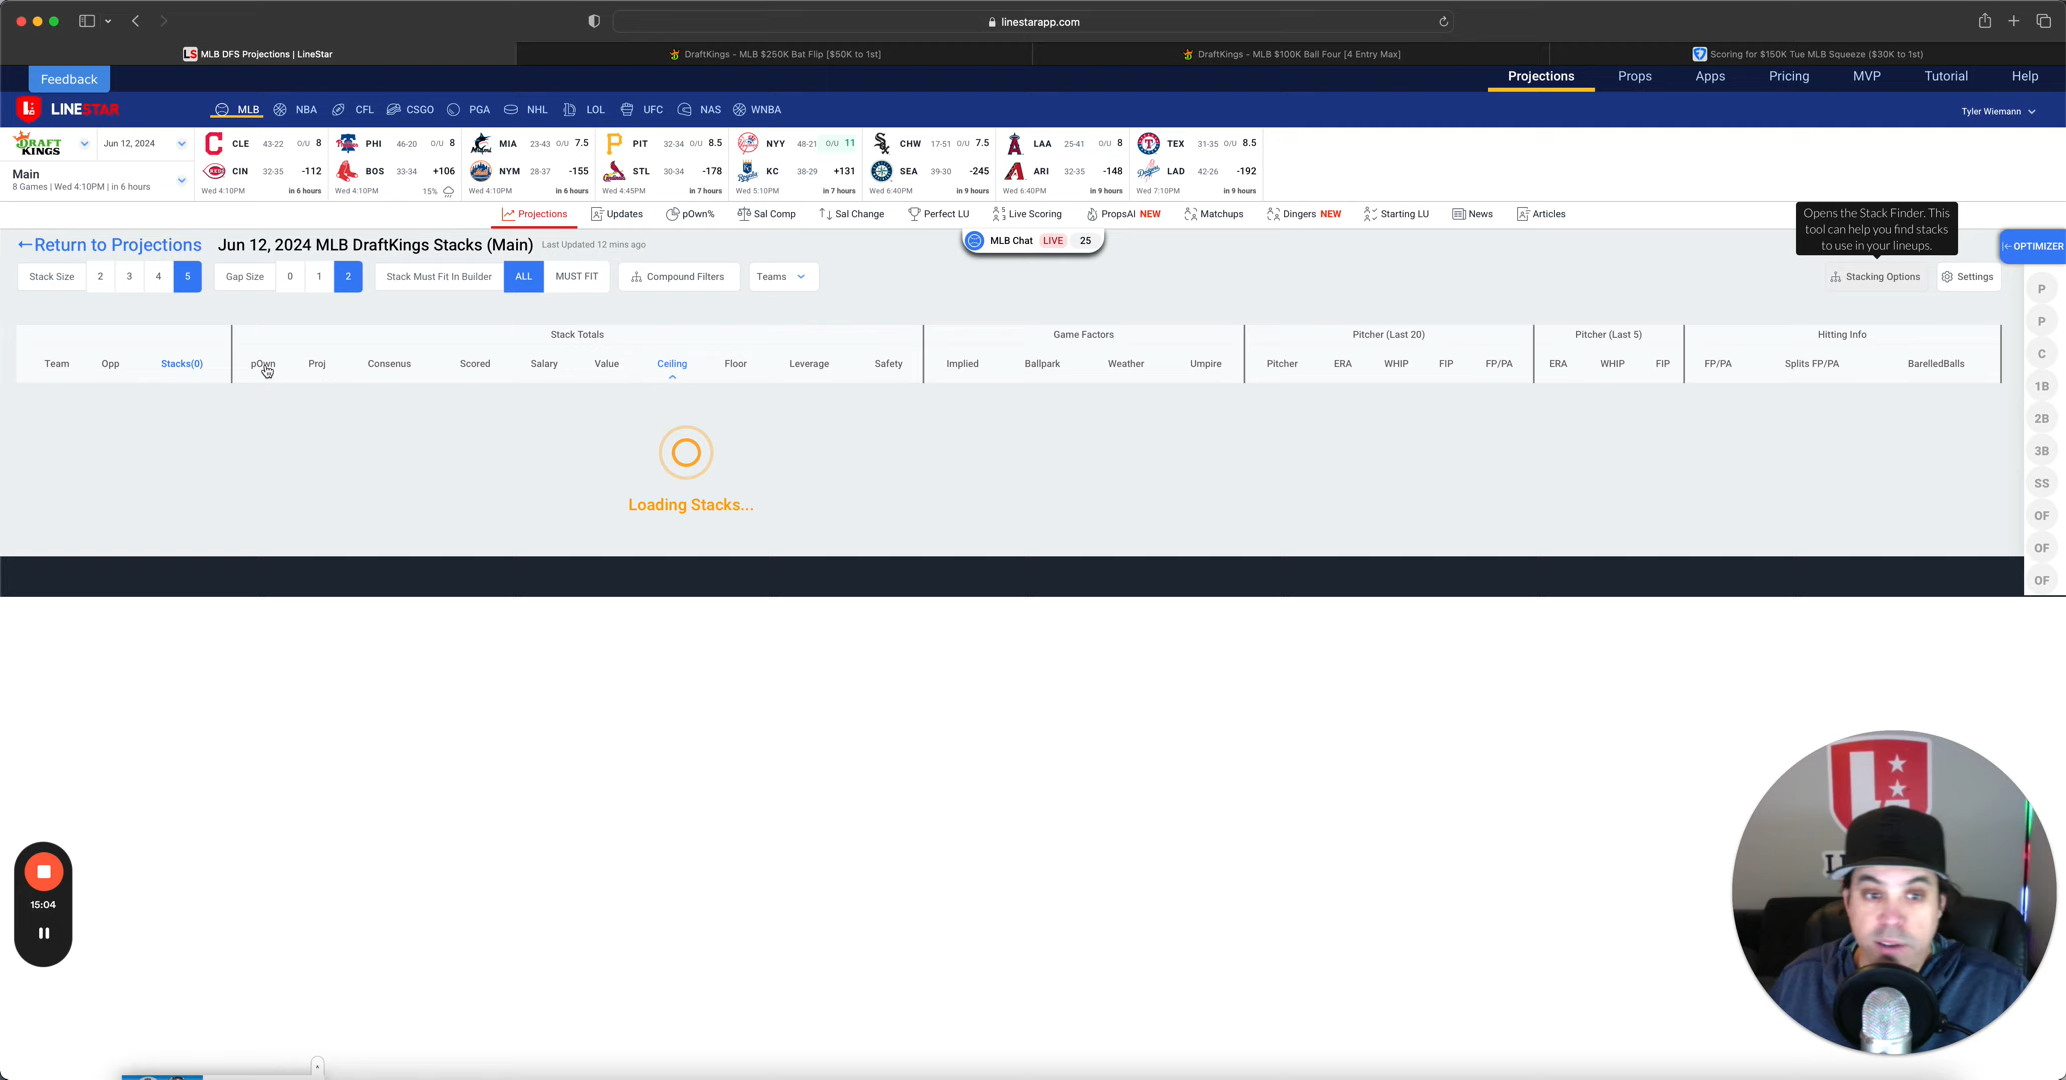 linestarapp.com
MLB DFS Projections | LineStar
DraftKings - MLB $250K Bat Flip [$50K to 1st]
DraftKings - MLB $100K Ball Four [4 Entry Max]
Scoring for $150K Tue MLB Squeeze ($30K to 1st)
Feedback
Projections Props Apps Pricing MVP Tutorial Help
LINESTAR MLB NBA CFL CSGO PGA NHL LOL UFC NAS WNBA Tyler Wiemann
DRAFT KINGS Jun 12, 2024
Main
8 Games | Wed 4:10PM | in 6 hours
CLE 43-22 O/U 8
CIN 32-35 -112
Wed 4:10PM in 6 hours
PHI 46-20 O/U 8
BOS 33-34 +106
Wed 4:10PM 15%
MIA 23-43 O/U 7.5
NYM 28-37 -155
Wed 4:10PM in 6 hours
PIT 32-34 O/U 8.5
STL 30-34 -178
Wed 4:45PM in 7 hours
NYY 48-21 O/U 11
KC 38-29 +131
Wed 5:10PM in 7 hours
CHW 17-51 O/U 7.5
SEA 39-30 -245
Wed 6:40PM in 9 hours
LAA 25-41 O/U 8
ARI 32-35 -148
Wed 6:40PM in 9 hours
TEX 31-35 O/U 8.5
LAD 42-26 -192
Wed 7:10PM in 9 hours
Projections Updates pOwn% Sal Comp Sal Change Perfect LU Live Scoring PropsAI NEW Matchups Dingers NEW Starting LU News Articles
Opens the Stack Finder. This
tool can help you find stacks
to use in your lineups.
←Return to Projections Jun 12, 2024 MLB DraftKings Stacks (Main) Last Updated 12 mins ago
MLB Chat LIVE 25
OPTIMIZER
Stack Size 2 3 4 5 Gap Size 0 1 2 Stack Must Fit In Builder ALL MUST FIT Compound Filters Teams Stacking Options Settings
Stack Totals Game Factors Pitcher (Last 20) Pitcher (Last 5) Hitting Info
Team Opp Stacks(0) pOwn Proj Consenus Scored Salary Value Ceiling Floor Leverage Safety Implied Ballpark Weather Umpire Pitcher ERA WHIP FIP FP/PA ERA WHIP FIP FP/PA Splits FP/PA BarelledBalls
Loading Stacks...
P
P
C
1B
2B
3B
SS
OF
OF
OF
15:04